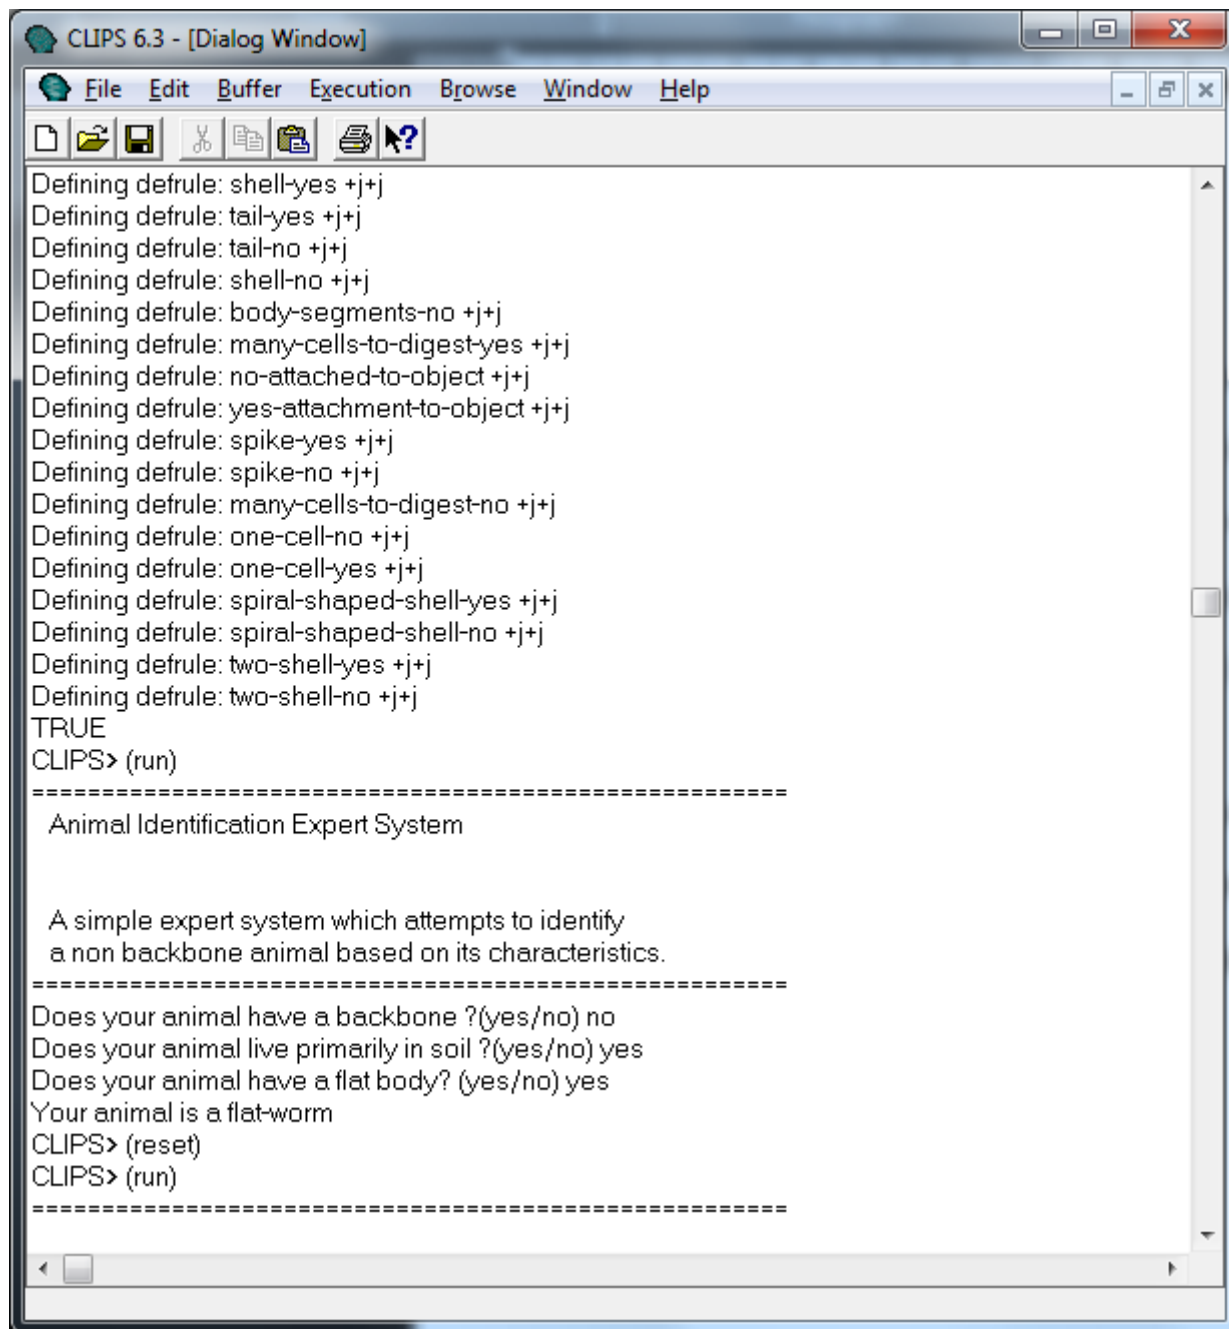 CLIPS 6.3 - [Dialog Window]
File Edit Buffer Execution Browse Window Help
Defining defrule: shell-yes +j+j
Defining defrule: tail-yes +j+j
Defining defrule: tail-no +j+j
Defining defrule: shell-no +j+j
Defining defrule: body-segments-no +j+j
Defining defrule: many-cells-to-digest-yes +j+j
Defining defrule: no-attached-to-object +j+j
Defining defrule: yes-attachment-to-object +j+j
Defining defrule: spike-yes +j+j
Defining defrule: spike-no +j+j
Defining defrule: many-cells-to-digest-no +j+j
Defining defrule: one-cell-no +j+j
Defining defrule: one-cell-yes +j+j
Defining defrule: spiral-shaped-shell-yes +j+j
Defining defrule: spiral-shaped-shell-no +j+j
Defining defrule: two-shell-yes +j+j
Defining defrule: two-shell-no +j+j
TRUE
CLIPS> (run)
======================================================
Animal Identification Expert System
A simple expert system which attempts to identify
a non backbone animal based on its characteristics.
======================================================
Does your animal have a backbone ?(yes/no) no
Does your animal live primarily in soil ?(yes/no) yes
Does your animal have a flat body? (yes/no) yes
Your animal is a flat-worm
CLIPS> (reset)
CLIPS> (run)
======================================================